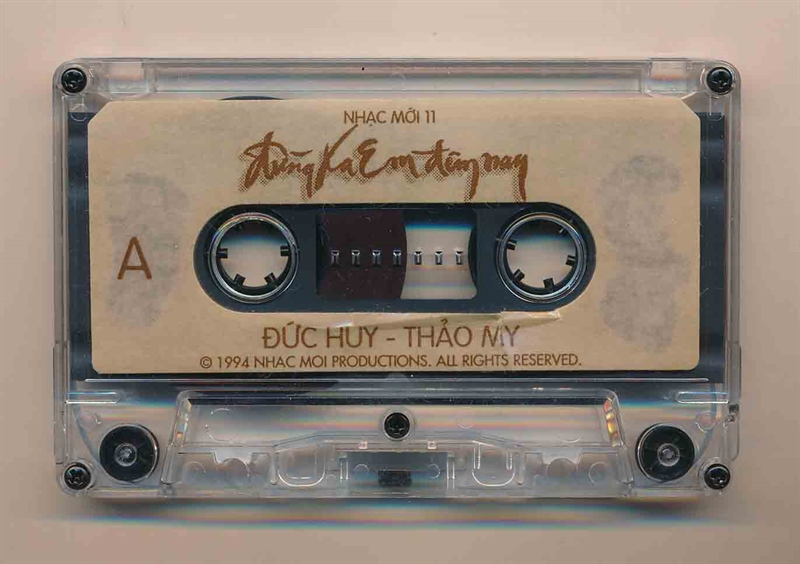 NHẠC MỚI 11
Đừng Xa Em đêm nay
A
ĐỨC HUY - THẢO MY
© 1994 NHAC MOI PRODUCTIONS. ALL RIGHTS RESERVED.